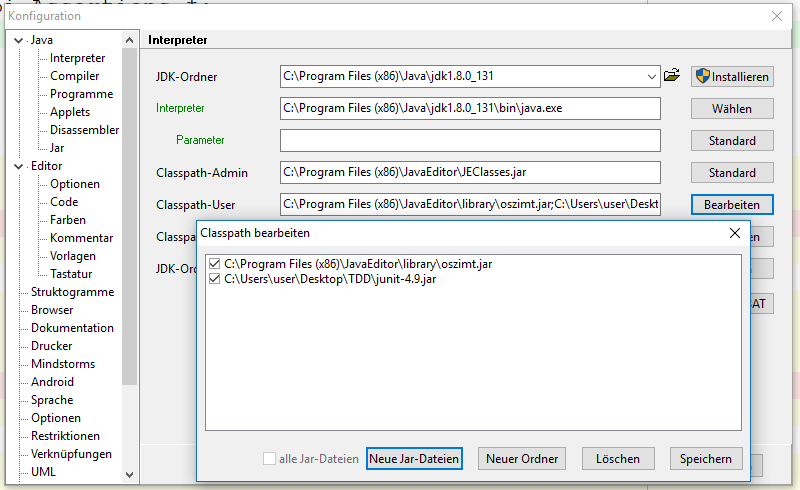 Konfiguration
Java
Interpreter
Compiler
Programme
Applets
Disassembler
Jar
Editor
Optionen
Code
Farben
Kommentar
Vorlagen
Tastatur
Struktogramme
Browser
Dokumentation
Drucker
Mindstorms
Android
Sprache
Optionen
Restriktionen
Verknüpfungen
UML
Interpreter
JDK-Ordner C:\Program Files (x86)\Java\jdk1.8.0_131 Installieren
Interpreter C:\Program Files (x86)\Java\jdk1.8.0_131\bin\java.exe Wählen
Parameter Standard
Classpath-Admin C:\Program Files (x86)\JavaEditor\JEClasses.jar Standard
Classpath-User C:\Program Files (x86)\JavaEditor\library\oszimt.jar;C:\Users\user\Deskt Bearbeiten
Classpa en
JDK-Or
AT
Classpath bearbeiten
C:\Program Files (x86)\JavaEditor\library\oszimt.jar
C:\Users\user\Desktop\TDD\junit-4.9.jar
alle Jar-Dateien Neue Jar-Dateien Neuer Ordner Löschen Speichern